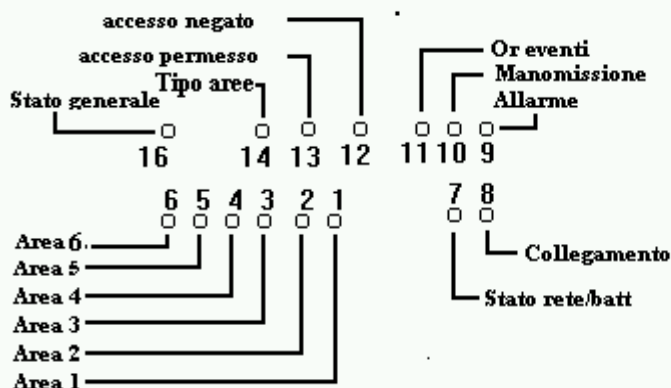 accesso negato
accesso permesso
Or eventi
Manomissione
Tipo aree
Stato generale
Allarme
16 14 13 12 11 10 9
6 5 4 3 2 1 7 8
Area 6.
Collegamento
Area 5
Area 4
Stato rete/batt
Area 3
Area 2
Area 1